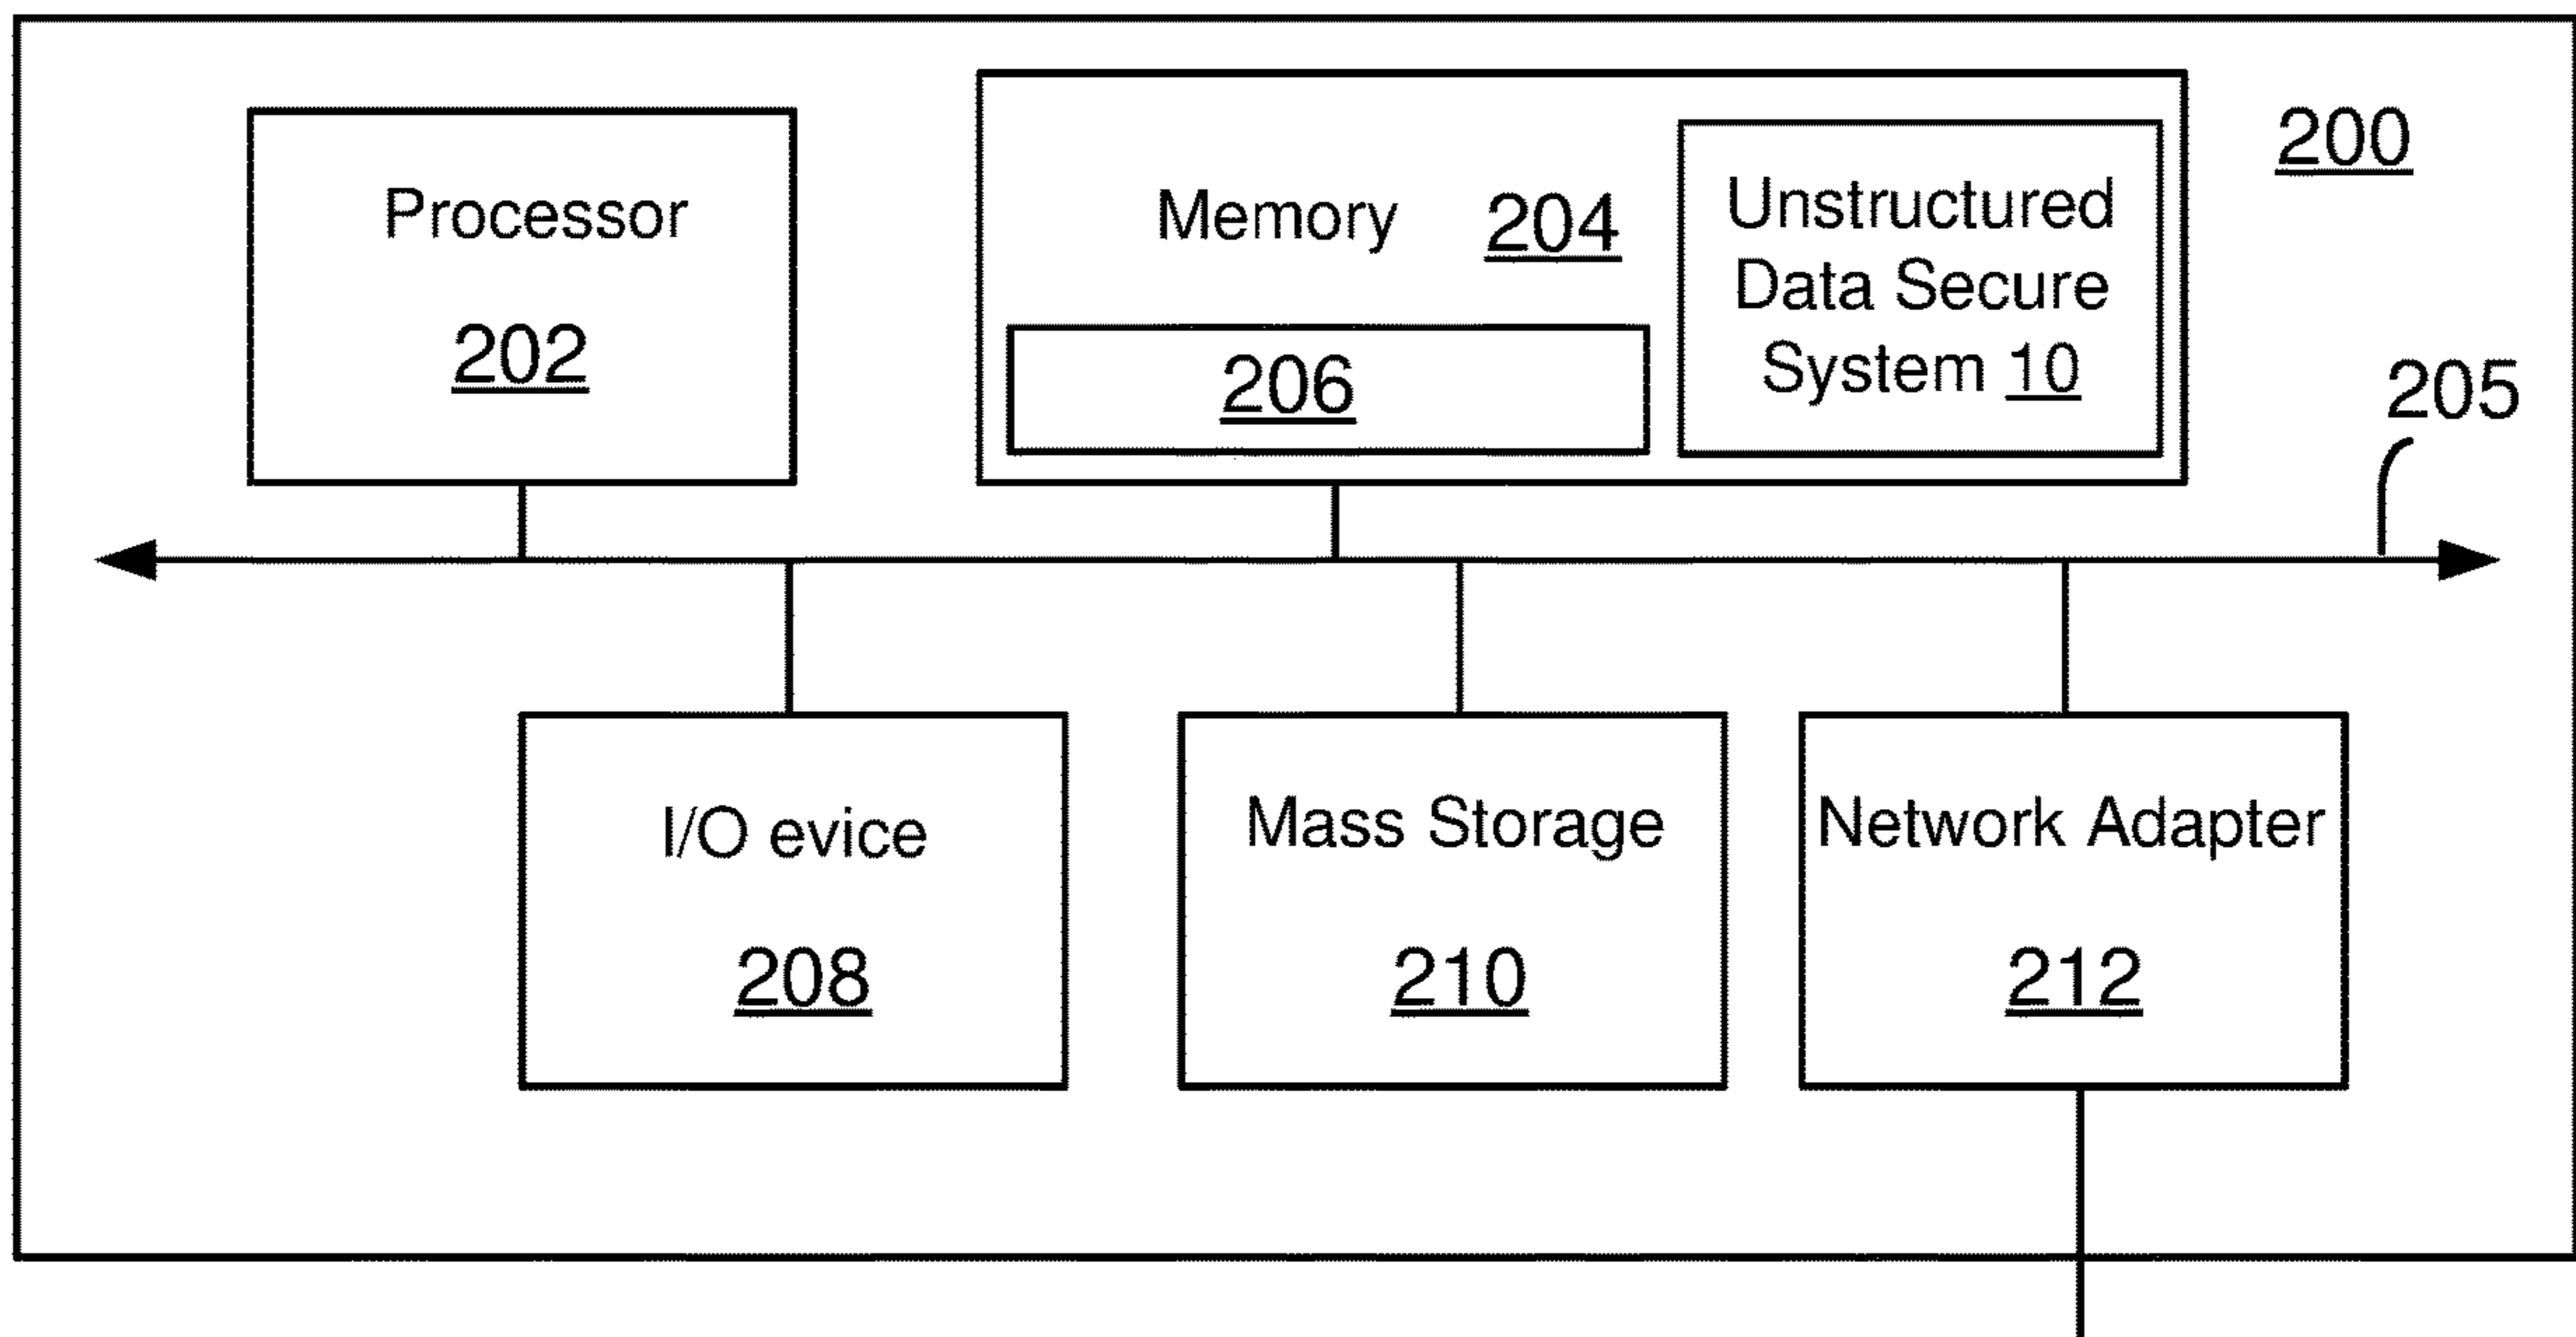 200
Processor
202
Memory 204
206
Unstructured
Data Secure
System 10
205
I/O evice
208
Mass Storage
210
Network Adapter
212